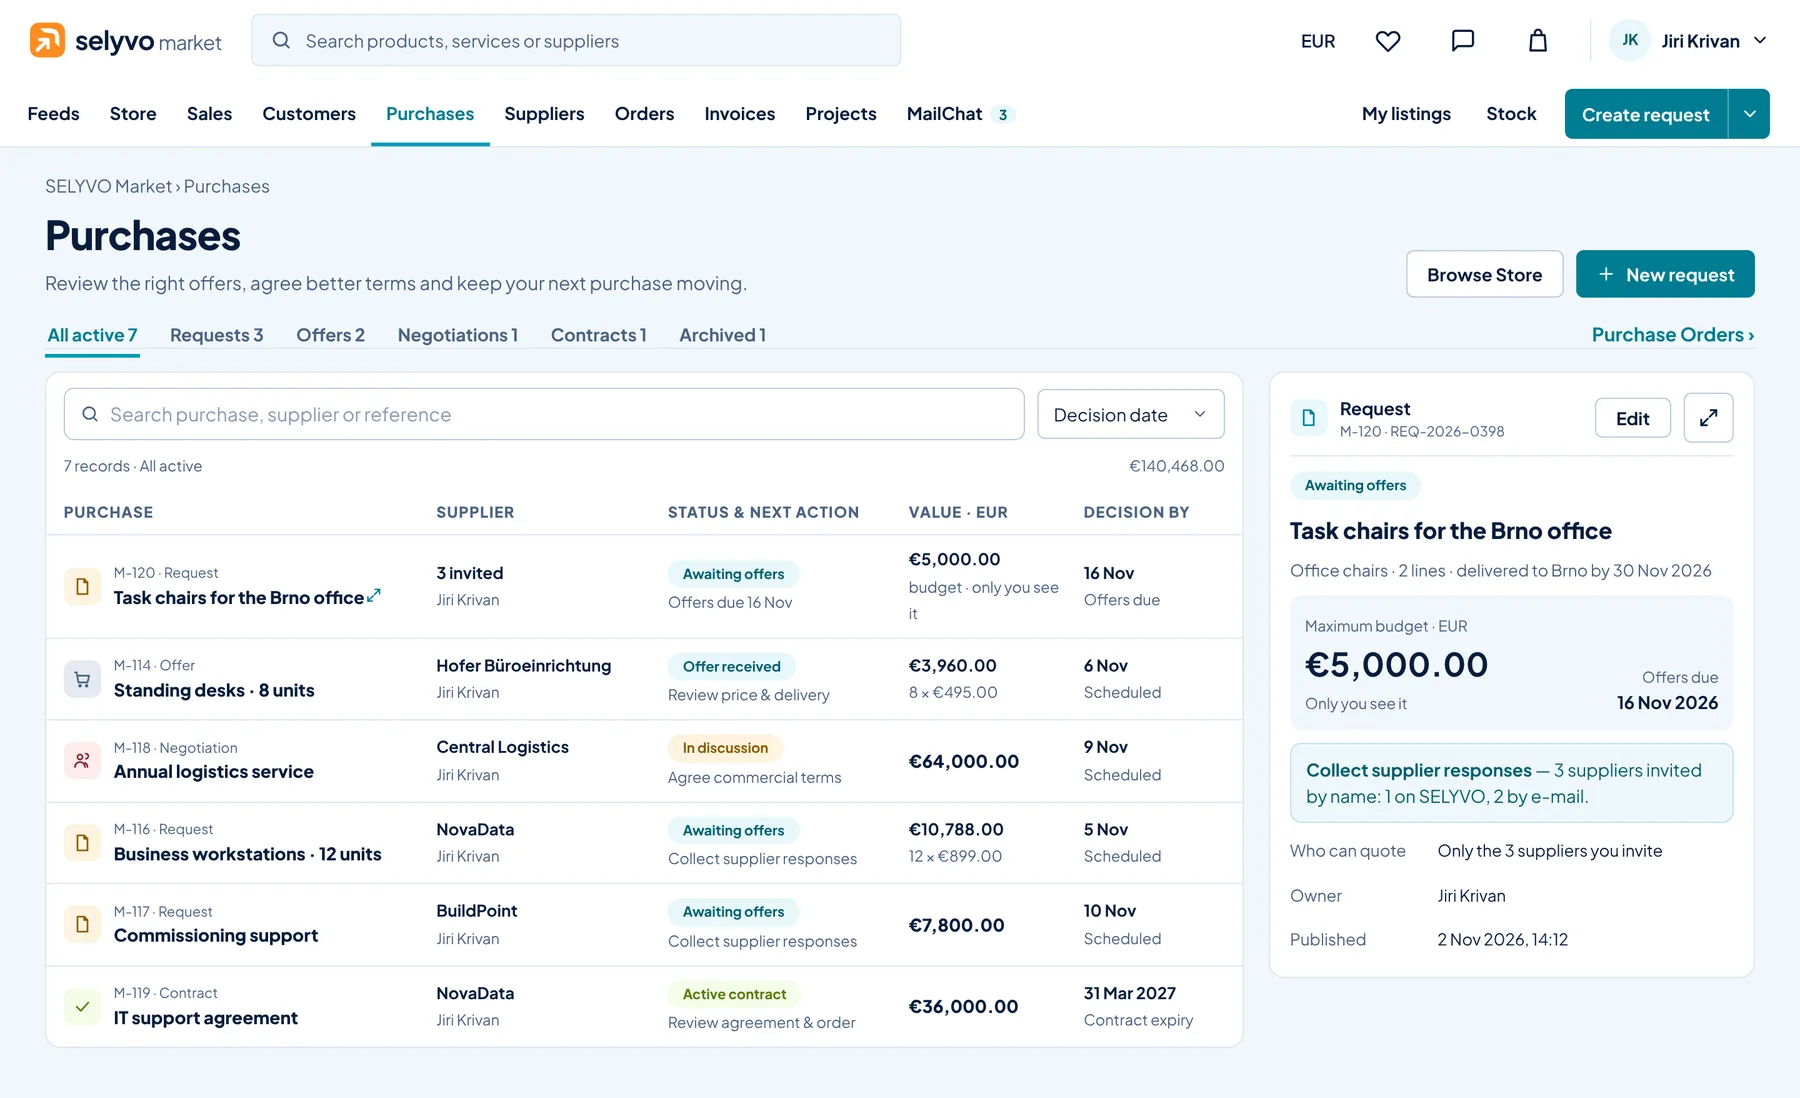 selyvo market
Search products, services or suppliers
EUR
JK
Jiri Krivan
Feeds
Store
Sales
Customers
Purchases
Suppliers
Orders
Invoices
Projects
MailChat 3
My listings
Stock
Create request
SELYVO Market › Purchases
Purchases
Review the right offers, agree better terms and keep your next purchase moving.
Browse Store
+ New request
All active 7
Requests 3
Offers 2
Negotiations 1
Contracts 1
Archived 1
Purchase Orders ›
Search purchase, supplier or reference
Decision date
7 records · All active
€140,468.00
PURCHASE
SUPPLIER
STATUS & NEXT ACTION
VALUE · EUR
DECISION BY
M-120 · Request
Task chairs for the Brno office
3 invited
Jiri Krivan
Awaiting offers
Offers due 16 Nov
€5,000.00
budget · only you see
it
16 Nov
Offers due
M-114 · Offer
Standing desks · 8 units
Hofer Büroeinrichtung
Jiri Krivan
Offer received
Review price & delivery
€3,960.00
8 × €495.00
6 Nov
Scheduled
M-118 · Negotiation
Annual logistics service
Central Logistics
Jiri Krivan
In discussion
Agree commercial terms
€64,000.00
9 Nov
Scheduled
M-116 · Request
Business workstations · 12 units
NovaData
Jiri Krivan
Awaiting offers
Collect supplier responses
€10,788.00
12 × €899.00
5 Nov
Scheduled
M-117 · Request
Commissioning support
BuildPoint
Jiri Krivan
Awaiting offers
Collect supplier responses
€7,800.00
10 Nov
Scheduled
M-119 · Contract
IT support agreement
NovaData
Jiri Krivan
Active contract
Review agreement & order
€36,000.00
31 Mar 2027
Contract expiry
Request
M-120 · REQ-2026-0398
Edit
Awaiting offers
Task chairs for the Brno office
Office chairs · 2 lines · delivered to Brno by 30 Nov 2026
Maximum budget · EUR
€5,000.00
Only you see it
Offers due
16 Nov 2026
Collect supplier responses — 3 suppliers invited
by name: 1 on SELYVO, 2 by e-mail.
Who can quote
Only the 3 suppliers you invite
Owner
Jiri Krivan
Published
2 Nov 2026, 14:12